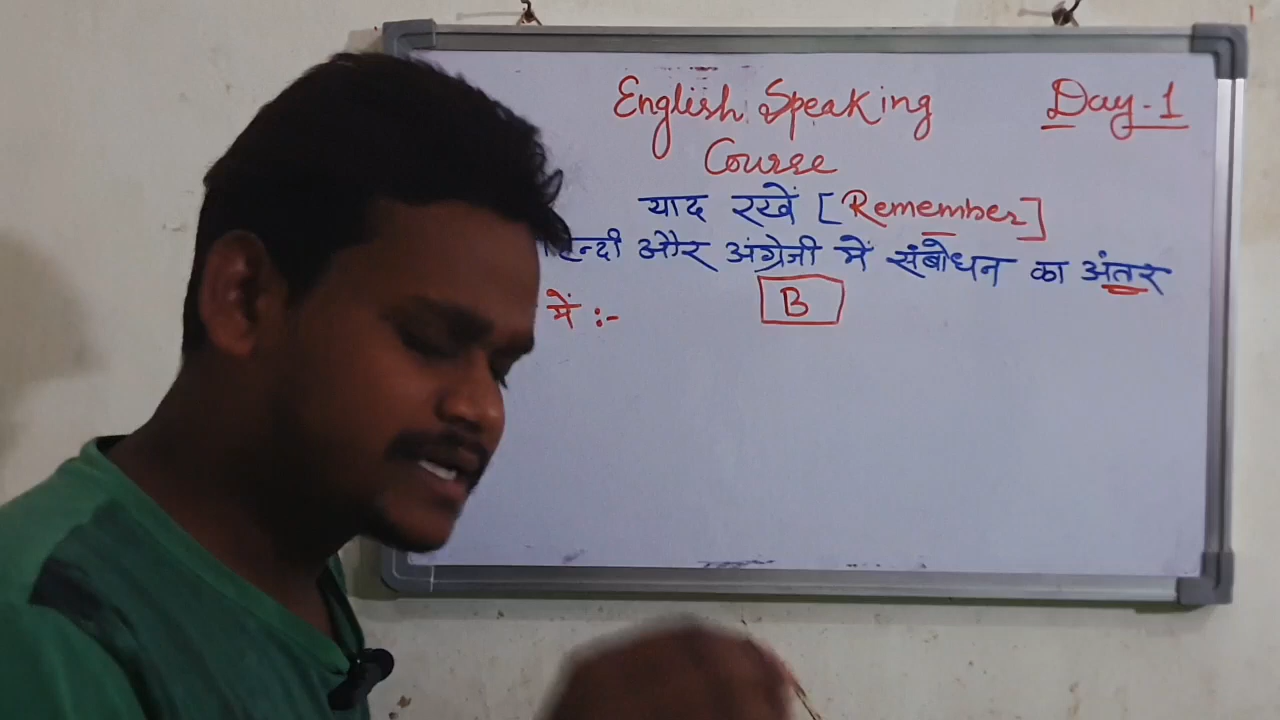 English Speaking Day-1
Course
याद रखें [Remember]
और अंग्रेजी में संबोधन का अंतर
में :- B